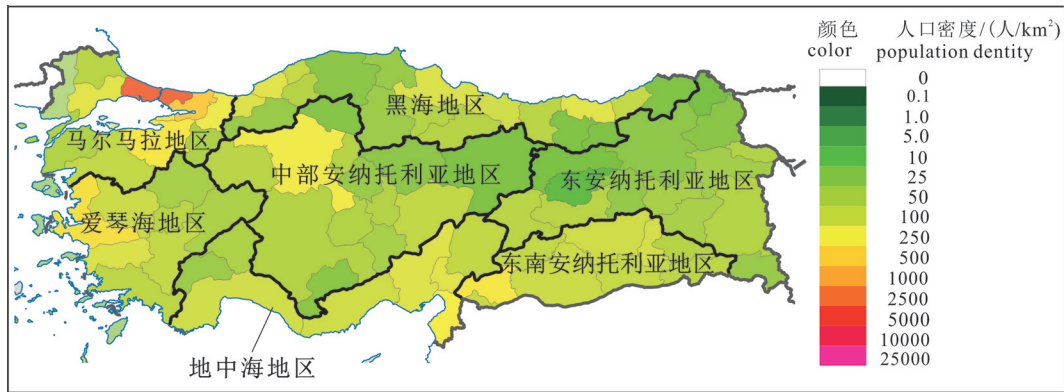 颜色 人口密度/(人/km²)
color population dentity
0
0.1
1.0
5.0
10
25
50
100
250
500
1000
2500
5000
10000
25000
黑海地区
马尔马拉地区
中部安纳托利亚地区
东安纳托利亚地区
爱琴海地区
东南安纳托利亚地区
地中海地区